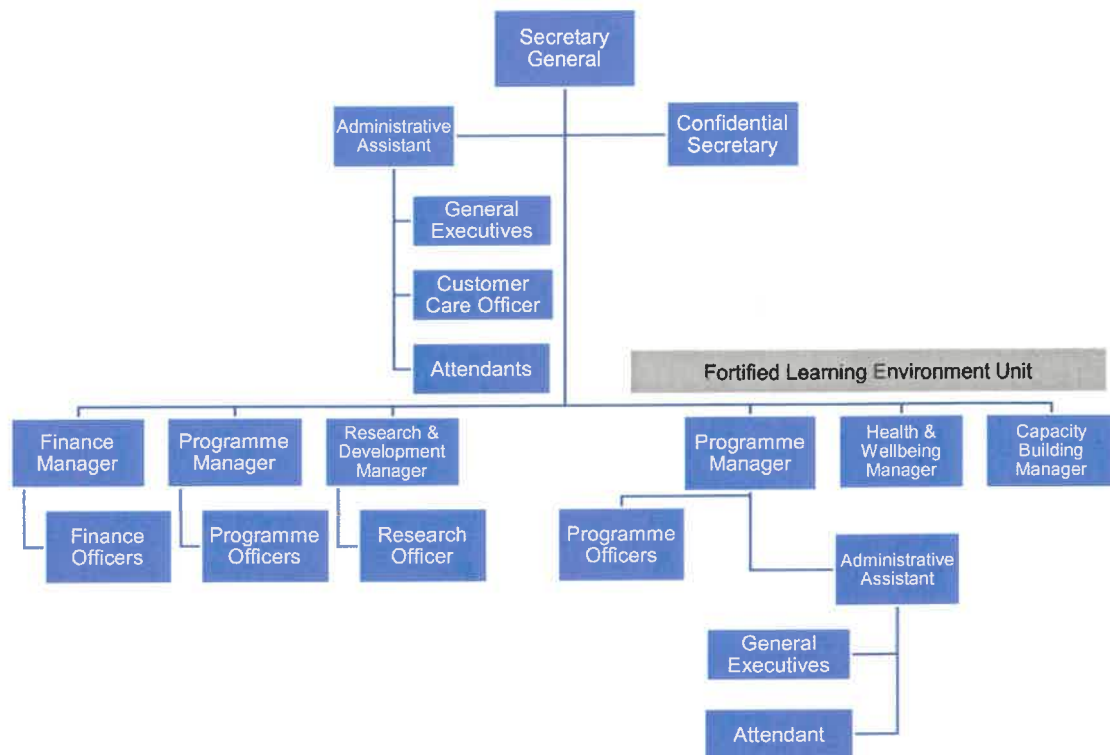 Secretary
General
Administrative
Assistant
Confidential
Secretary
General
Executives
Customer
Care Officer
Attendants
Fortified Learning Environment Unit
Finance
Manager
Programme
Manager
Research &
Development
Manager
Programme
Manager
Health &
Wellbeing
Manager
Capacity
Building
Manager
Finance
Officers
Programme
Officers
Research
Officer
Programme
Officers
Administrative
Assistant
General
Executives
Attendant